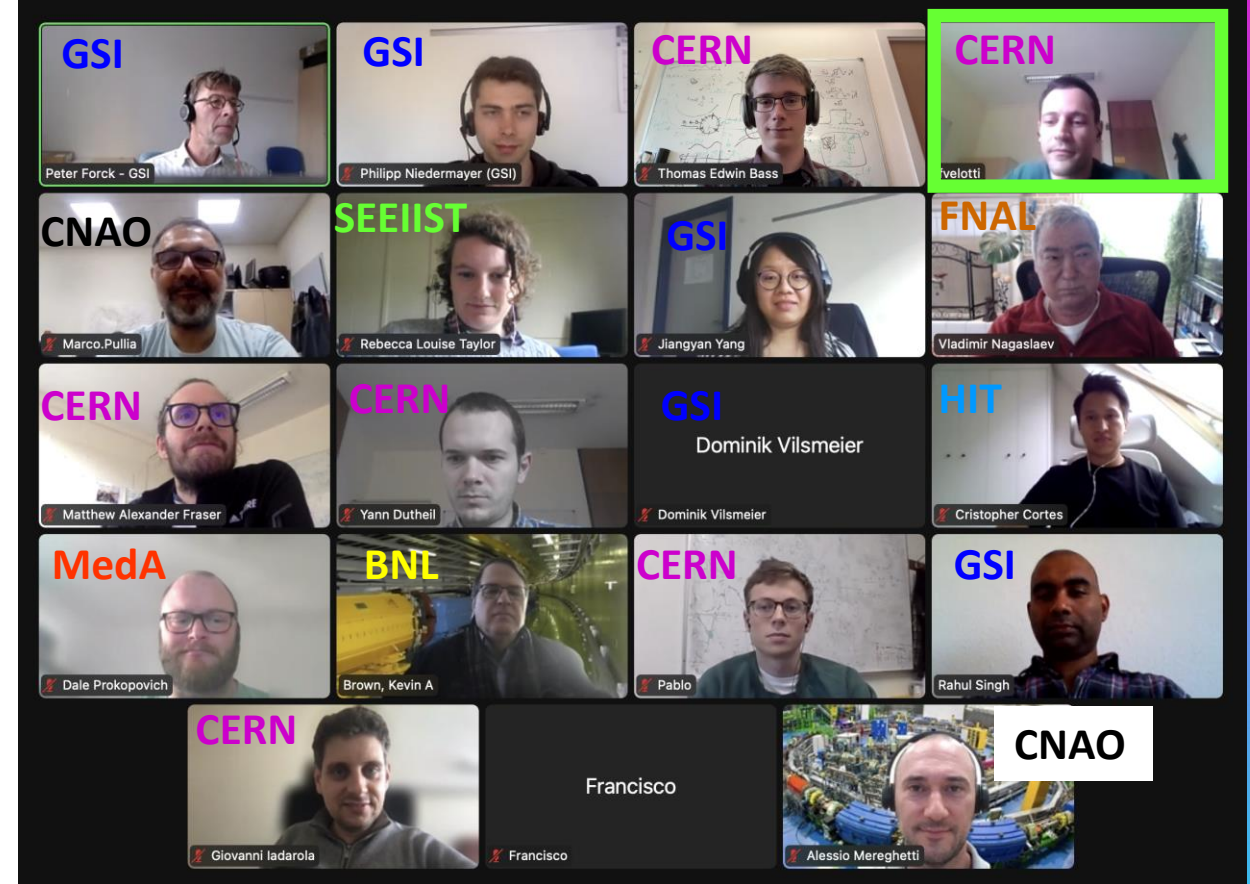 GSI
Peter Forck - GSI
GSI
Philipp Niedermayer (GSI)
CERN
Thomas Edwin Bass
CERN
fvelotti
CNAO
Marco.Pullia
SEEIIST
Rebecca Louise Taylor
GSI
Jiangyan Yang
FNAL
Vladimir Nagaslaev
CERN
Matthew Alexander Fraser
CERN
Yann Dutheil
GSI
Dominik Vilsmeier
Dominik Vilsmeier
HIT
Cristopher Cortes
MedA
Dale Prokopovich
BNL
Brown, Kevin A
CERN
Pablo
GSI
Rahul Singh
CERN
Giovanni Iadarola
Francisco
Francisco
CNAO
Alessio Mereghetti